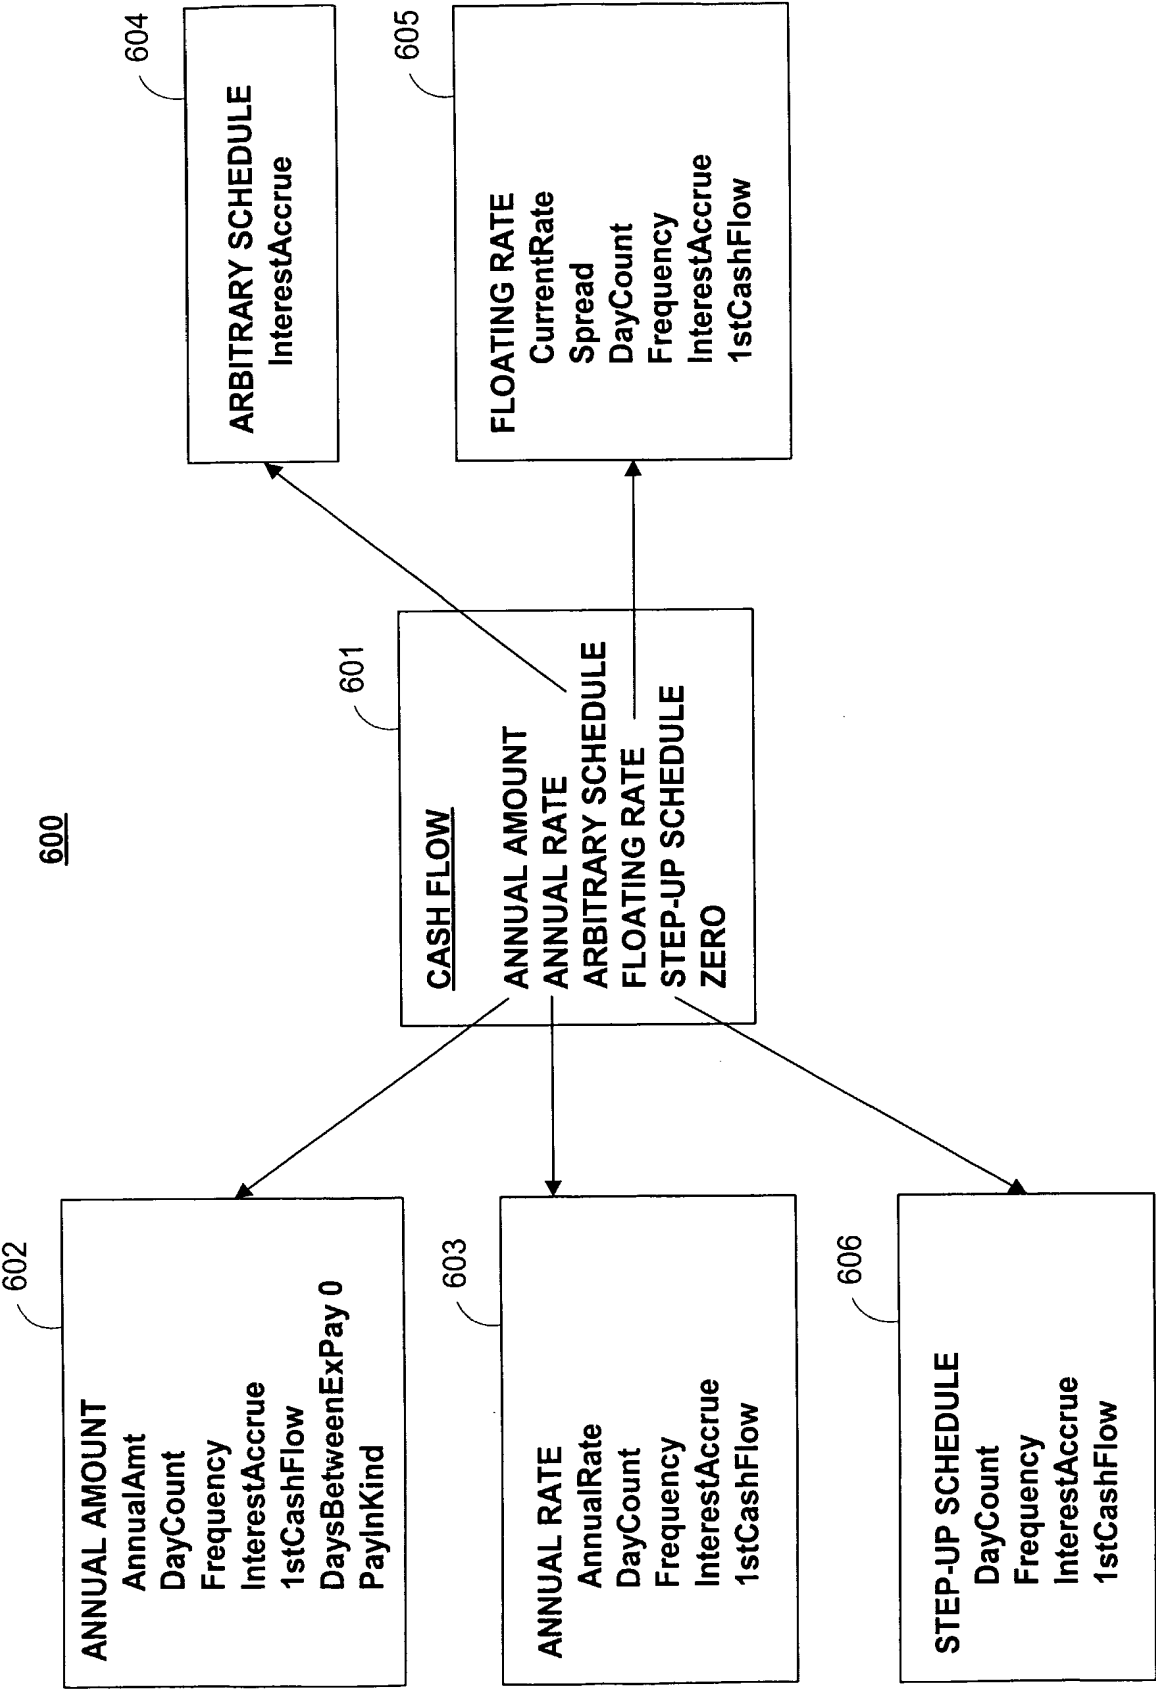 600
602
ANNUAL AMOUNT
AnnualAmt
DayCount
Frequency
InterestAccrue
1stCashFlow
DaysBetweenExPay 0
PayInKind
603
ANNUAL RATE
AnnualRate
DayCount
Frequency
InterestAccrue
1stCashFlow
606
STEP-UP SCHEDULE
DayCount
Frequency
InterestAccrue
1stCashFlow
601
CASH FLOW
ANNUAL AMOUNT
ANNUAL RATE
ARBITRARY SCHEDULE
FLOATING RATE
STEP-UP SCHEDULE
ZERO
604
ARBITRARY SCHEDULE
InterestAccrue
605
FLOATING RATE
CurrentRate
Spread
DayCount
Frequency
InterestAccrue
1stCashFlow